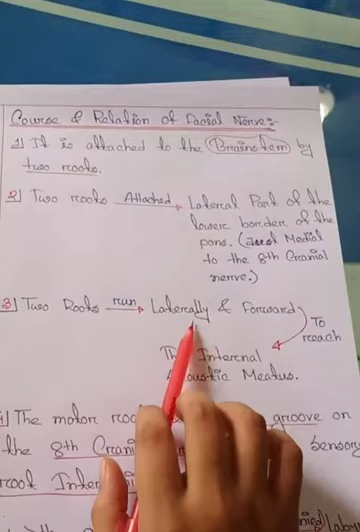 Course & Relation of Facial Nerve:-
1] It is attached to the Brainstem by
two roots.
2] Two roots Attached → Lateral Part of the
lower border of the
pons. (Just Medial
to the 8th Cranial
nerve.)
3] Two Roots run → Laterally & Forward
To
reach
Internal
Acoustic Meatus.
4] The motor groove on
the 8th sensory
root